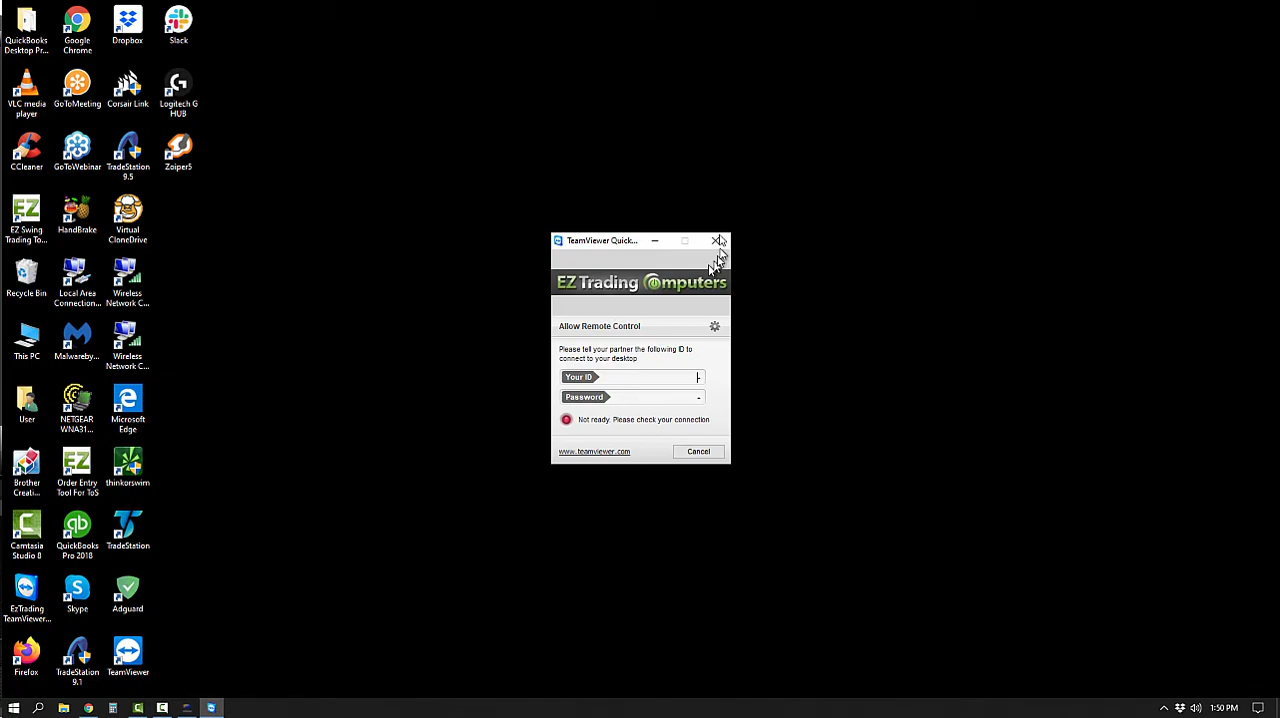 QuickBooks
Desktop Pr...
Google
Chrome
Dropbox
Slack
VLC media
player
GoToMeeting
Corsair Link
Logitech G
HUB
CCleaner
GoToWebinar
TradeStation
9.5
Zoiper5
EZ
EZ Swing
Trading To...
HandBrake
Virtual
CloneDrive
Recycle Bin
Local Area
Connection...
Wireless
Network C...
This PC
Malwareby...
Wireless
Network C...
User
NETGEAR
WNA31...
Microsoft
Edge
Brother
Creati...
EZ
Order Entry
Tool For ToS
thinkorswim
Camtasia
Studio 8
qb
QuickBooks
Pro 2018
TradeStation
EzTrading
TeamViewer...
Skype
Adguard
Firefox
TradeStation
9.1
TeamViewer
TeamViewer Quick...
EZ Trading Computers
Allow Remote Control
Please tell your partner the following ID to
connect to your desktop
Your ID -
Password -
Not ready. Please check your connection
www.teamviewer.com
Cancel
1:50 PM